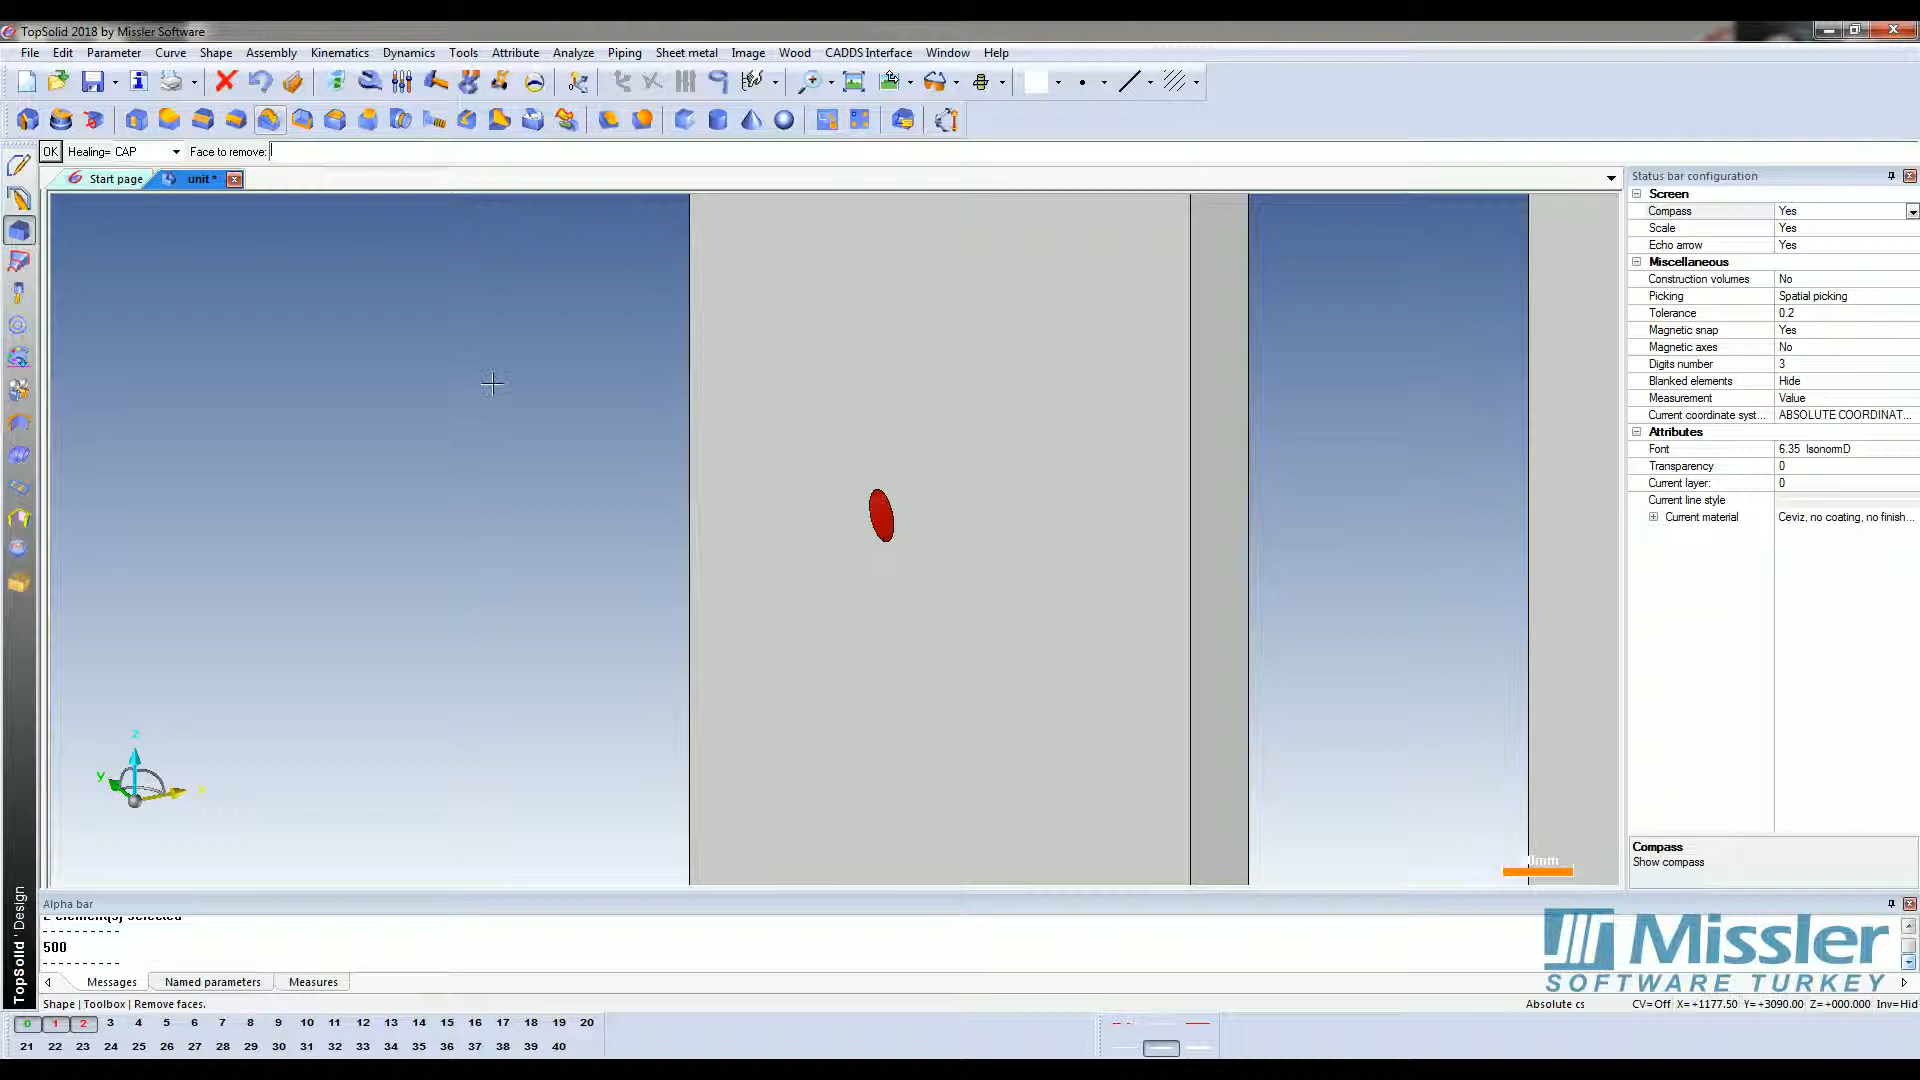 TopSolid 2018 by Missler Software
File Edit Parameter Curve Shape Assembly Kinematics Dynamics Tools Attribute Analyze Piping Sheet metal Image Wood CADDS Interface Window Help
OK Healing= CAP Face to remove:
Start page unit *
Status bar configuration
Screen
Compass Yes
Scale Yes
Echo arrow Yes
Miscellaneous
Construction volumes No
Picking Spatial picking
Tolerance 0.2
Magnetic snap Yes
Magnetic axes No
Digits number 3
Blanked elements Hide
Measurement Value
Current coordinate syst... ABSOLUTE COORDINAT...
Attributes
Font 6.35 IsonormD
Transparency 0
Current layer: 0
Current line style
Current material Ceviz, no coating, no finish...
z
y
x
Compass
Show compass
Alpha bar
2 element(s) selected
----------
500
----------
Messages Named parameters Measures
Missler
SOFTWARE TURKEY
TopSolid'Design
Shape | Toolbox | Remove faces.
Absolute cs CV=Off X=+1177.50 Y=+3090.00 Z=+000.000 Inv=Hid
0 1 2 3 4 5 6 7 8 9 10 11 12 13 14 15 16 17 18 19 20
21 22 23 24 25 26 27 28 29 30 31 32 33 34 35 36 37 38 39 40